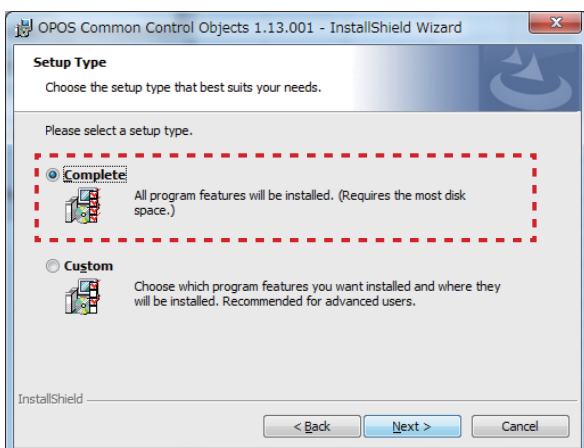 OPOS Common Control Objects 1.13.001 - InstallShield Wizard
Setup Type
Choose the setup type that best suits your needs.
Please select a setup type.
Complete
All program features will be installed. (Requires the most disk
space.)
Custom
Choose which program features you want installed and where they
will be installed. Recommended for advanced users.
InstallShield
< Back Next > Cancel